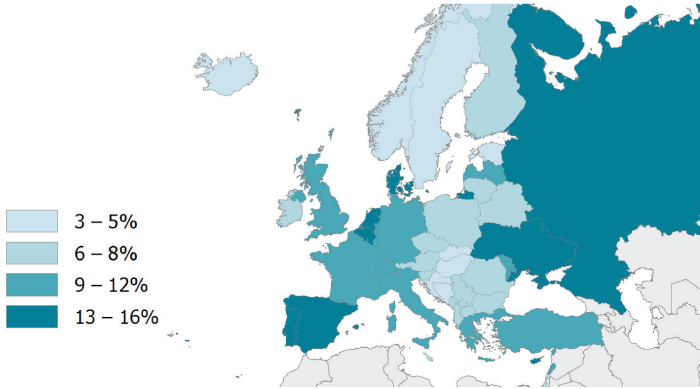 3 – 5%
6 – 8%
9 – 12%
13 – 16%